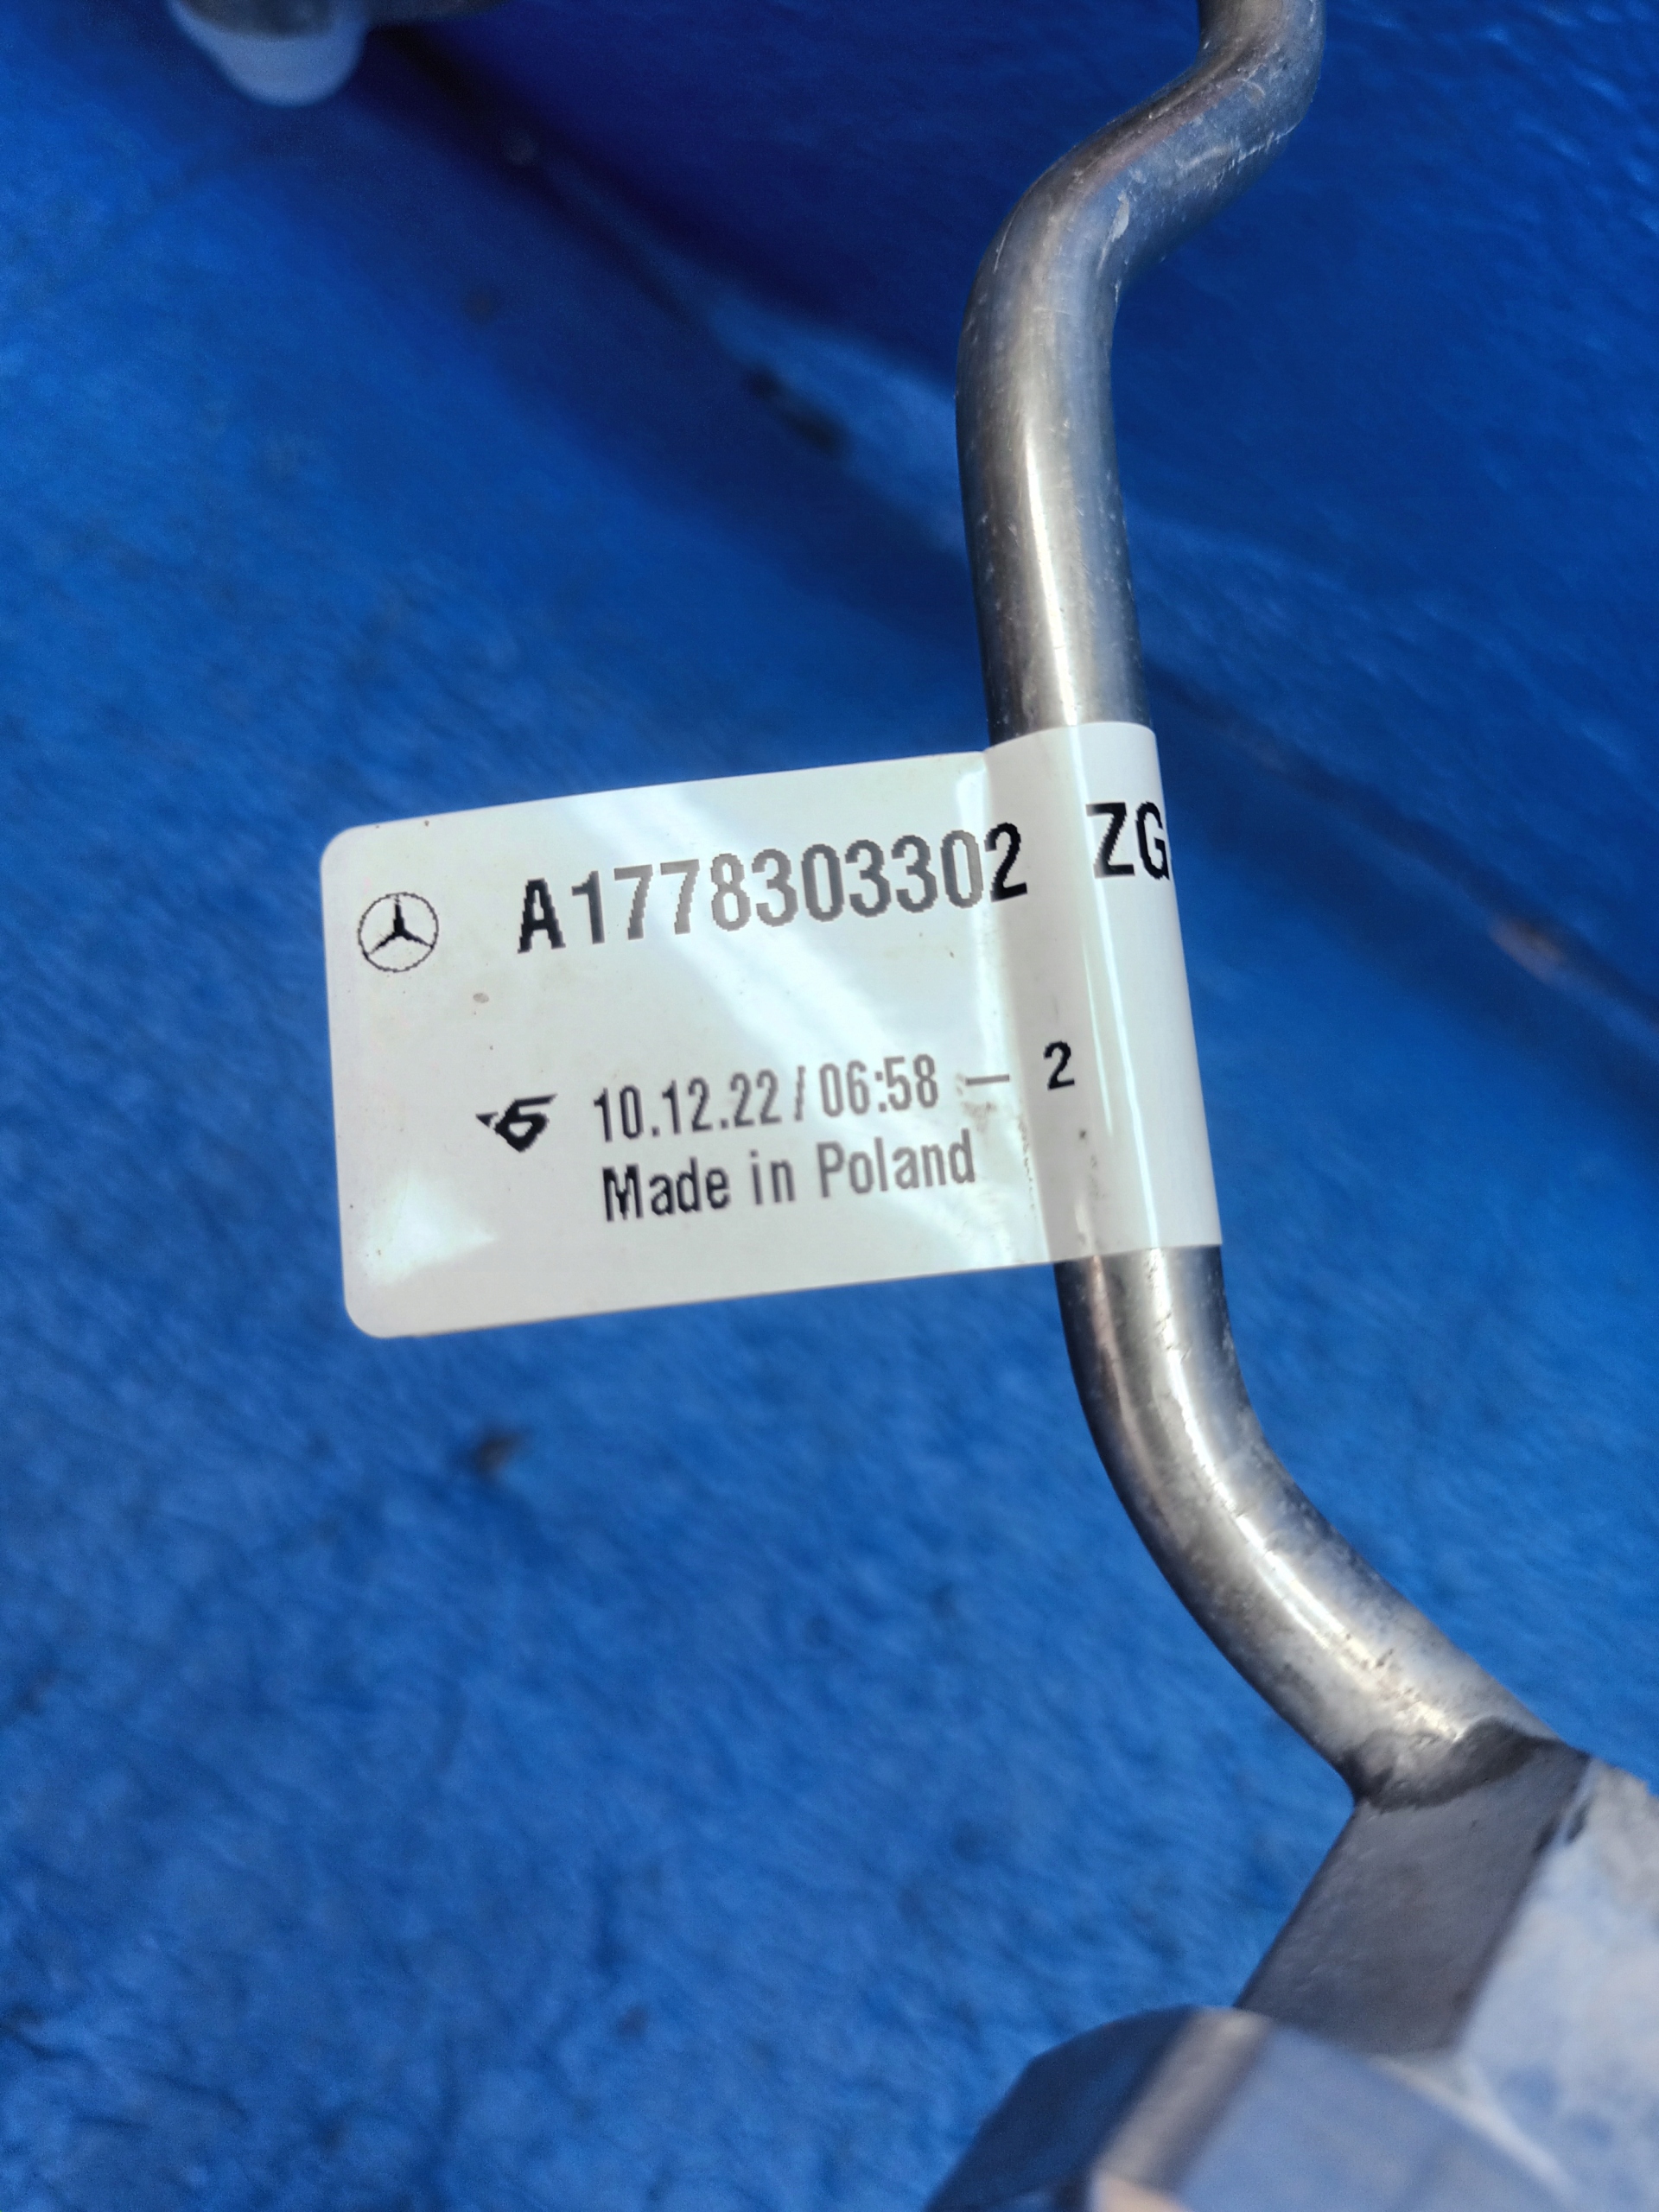 A1778303302 ZG
10.12.22 / 06:58 — 2
Made in Poland